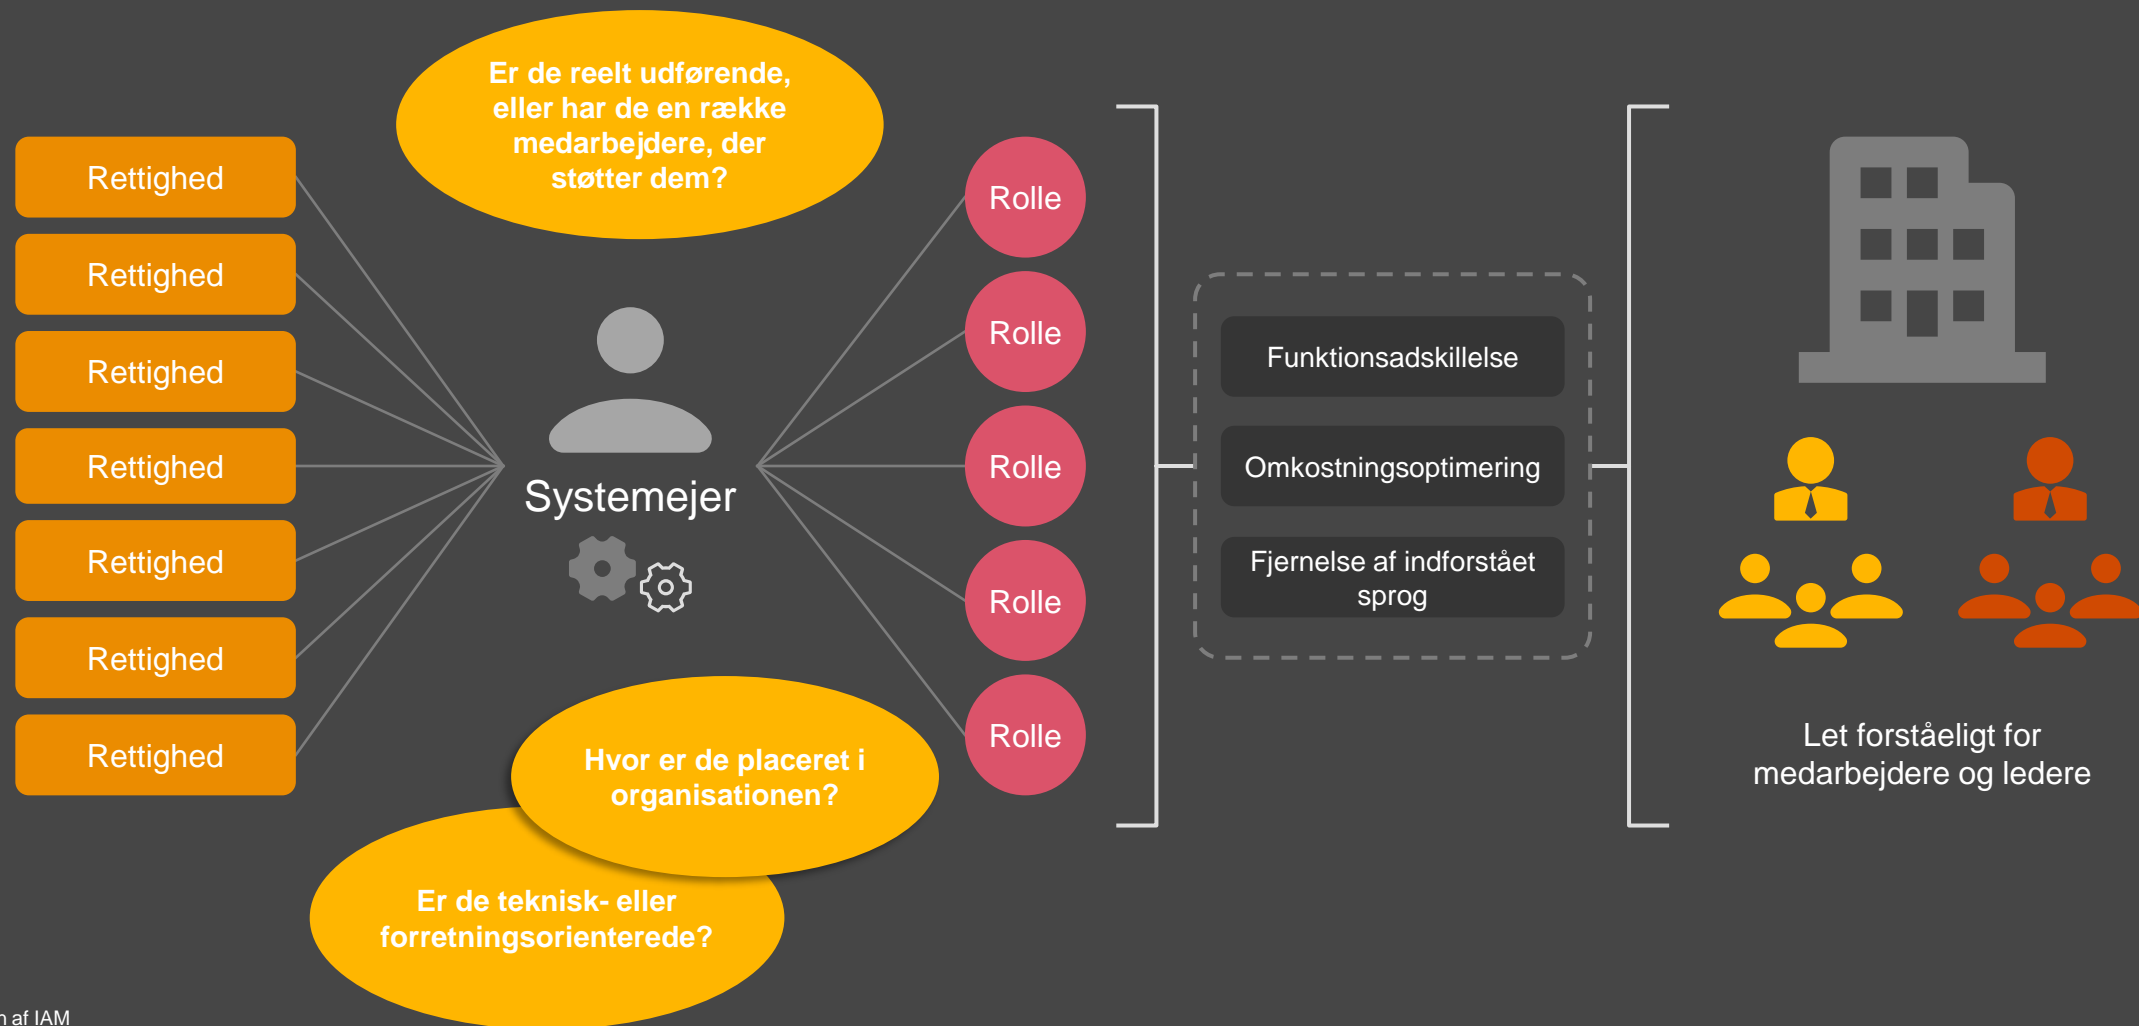 Er de reelt udførende,
eller har de en række
medarbejdere, der
støtter dem?
Rettighed
Rettighed
Rettighed
Rettighed
Rettighed
Rettighed
Rettighed
Systemejer
Rolle
Rolle
Rolle
Rolle
Rolle
Hvor er de placeret i
organisationen?
Er de teknisk- eller
forretningsorienterede?
Funktionsadskillelse
Omkostningsoptimering
Fjernelse af indforstået
sprog
Let forståeligt for
medarbejdere og ledere
af IAM